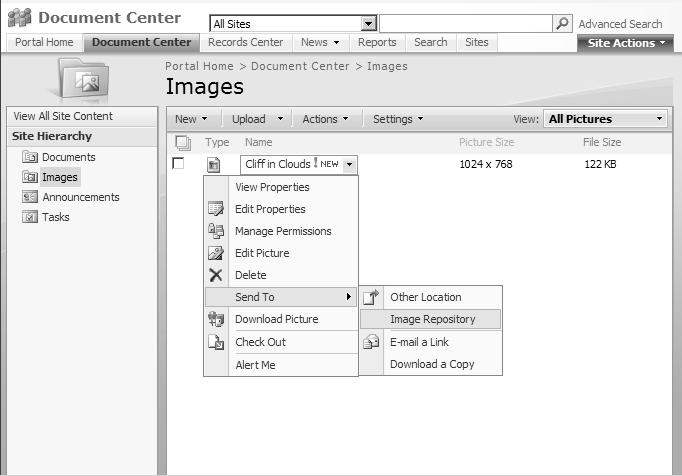 Document Center
All Sites
Advanced Search
Portal Home Document Center Records Center News Reports Search Sites Site Actions
Portal Home > Document Center > Images
Images
View All Site Content
Site Hierarchy
Documents
Images
Announcements
Tasks
New Upload Actions Settings View: All Pictures
Type Name Picture Size File Size
Cliff in Clouds ! NEW 1024 x 768 122 KB
View Properties
Edit Properties
Manage Permissions
Edit Picture
Delete
Send To
Download Picture
Check Out
Alert Me
Other Location
Image Repository
E-mail a Link
Download a Copy